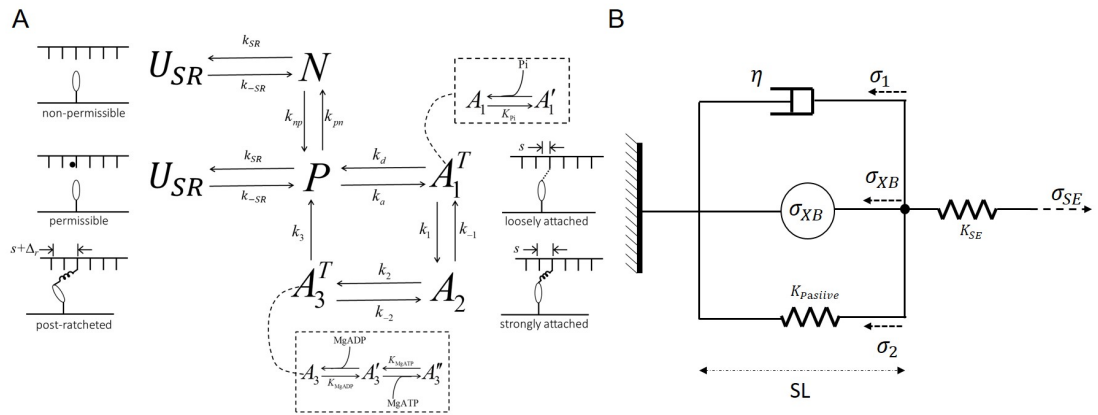 A
B
k_SR
U_SR
N
k_-SR
non-permissible
k_np
k_pn
Pi
A_1
A_1'
K_Pi
k_SR
U_SR
P
k_-SR
k_d
k_a
A_1^T
permissible
s
loosely attached
k_3
k_1
k_-1
s+Δ_r
post-ratcheted
A_3^T
k_2
k_-2
A_2
s
strongly attached
MgADP
A_3
K_MgADP
A_3'
K_MgATP
A_3''
MgATP
η
σ_1
σ_XB
σ_XB
σ_SE
K_SE
K_Pasiive
σ_2
SL